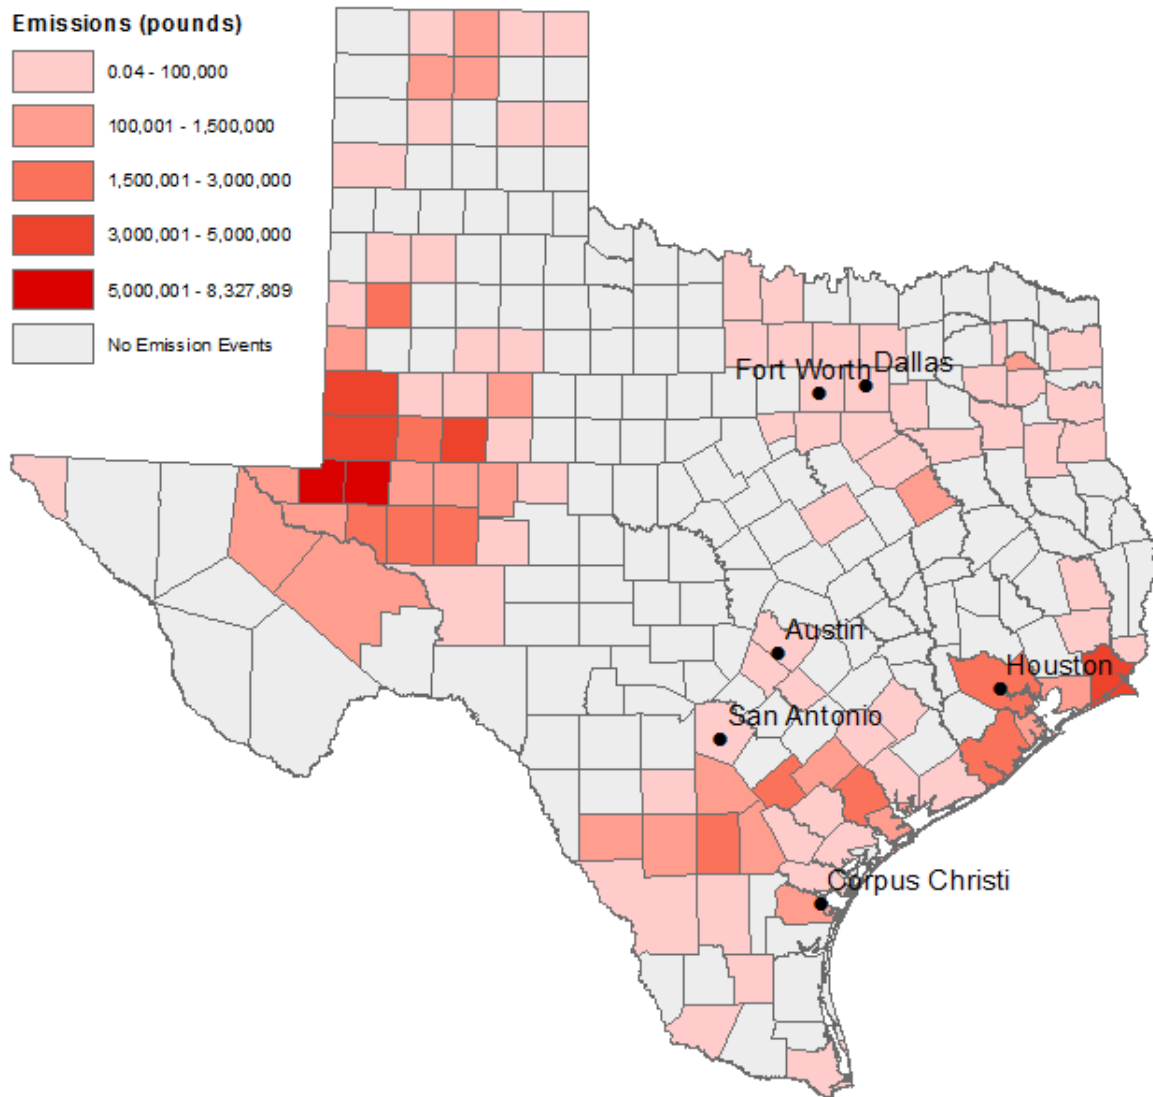 Emissions (pounds)
0.04 - 100,000
100,001 - 1,500,000
1,500,001 - 3,000,000
3,000,001 - 5,000,000
5,000,001 - 8,327,809
No Emission Events
Fort Worth
Dallas
Austin
Houston
San Antonio
Corpus Christi